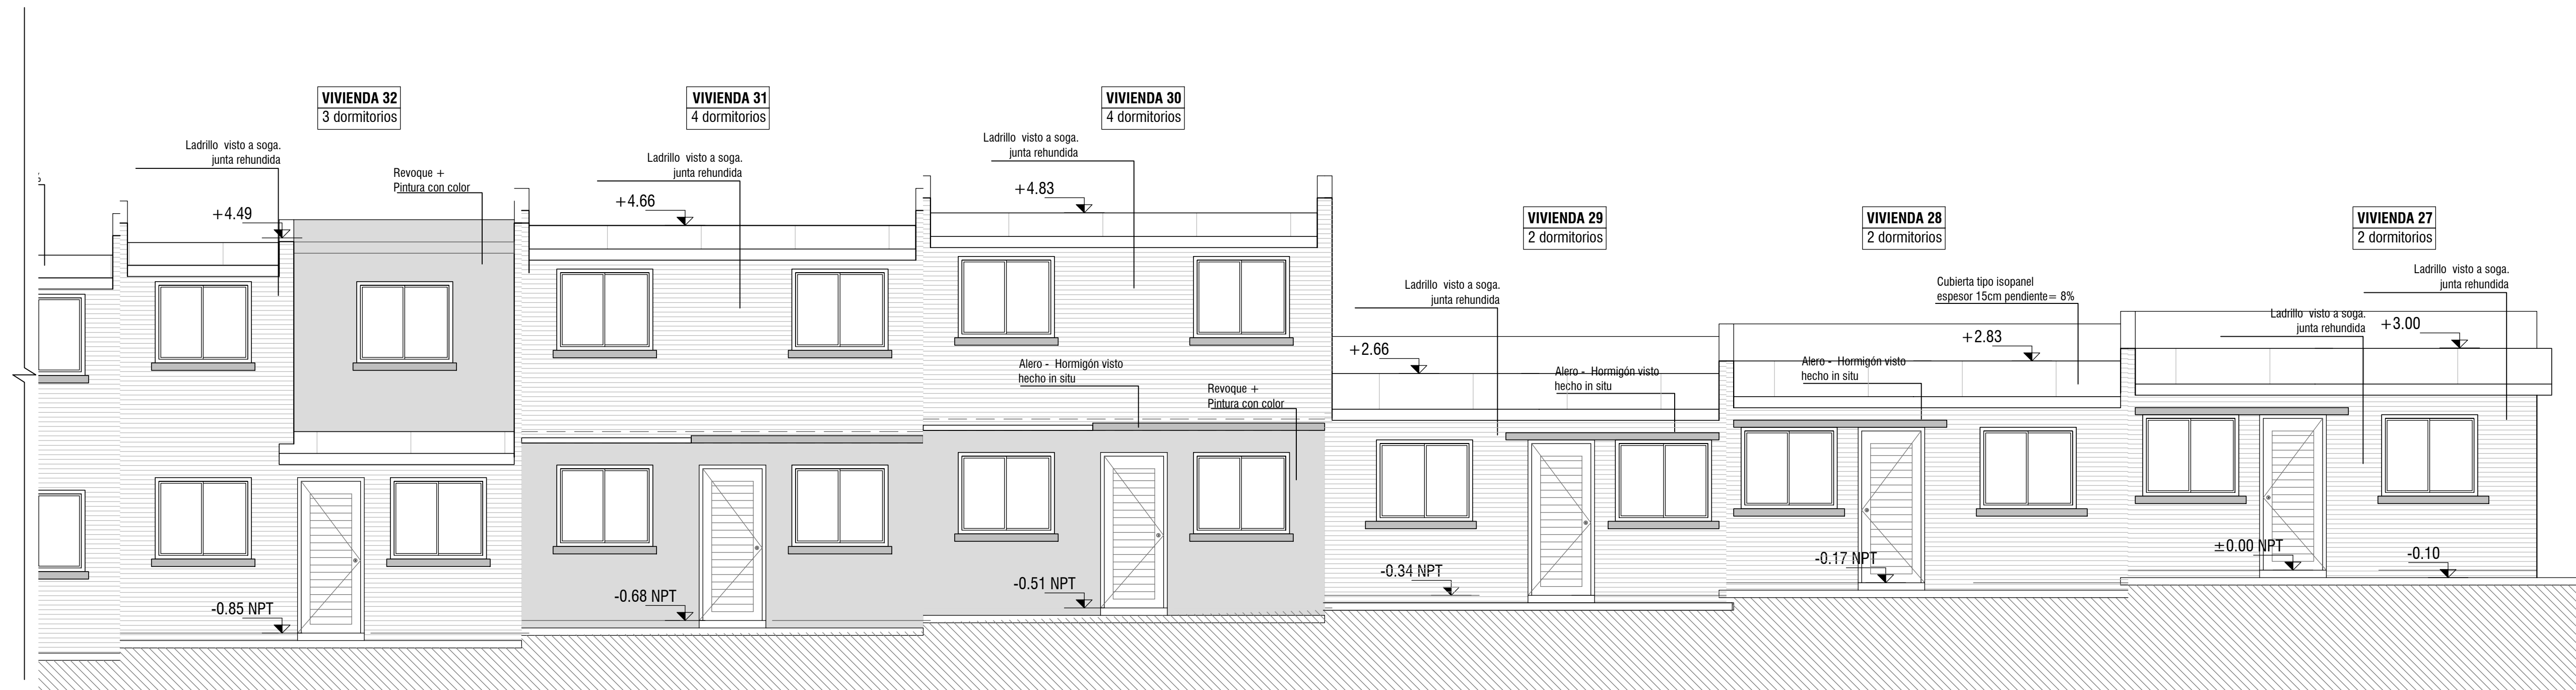 VIVIENDA 32
3 dormitorios
Ladrillo visto a soga.
junta rehundida
Revoque +
Pintura con color
+4.49
-0.85 NPT
VIVIENDA 31
4 dormitorios
Ladrillo visto a soga.
junta rehundida
+4.66
-0.68 NPT
VIVIENDA 30
4 dormitorios
Ladrillo visto a soga.
junta rehundida
+4.83
Alero - Hormigón visto
hecho in situ
Revoque +
Pintura con color
-0.51 NPT
VIVIENDA 29
2 dormitorios
Ladrillo visto a soga.
junta rehundida
+2.66
Alero - Hormigón visto
hecho in situ
-0.34 NPT
VIVIENDA 28
2 dormitorios
Cubierta tipo isopanel
espesor 15cm pendiente= 8%
+2.83
Alero - Hormigón visto
hecho in situ
-0.17 NPT
VIVIENDA 27
2 dormitorios
Ladrillo visto a soga.
junta rehundida
Ladrillo visto a soga.
junta rehundida
+3.00
±0.00 NPT
-0.10